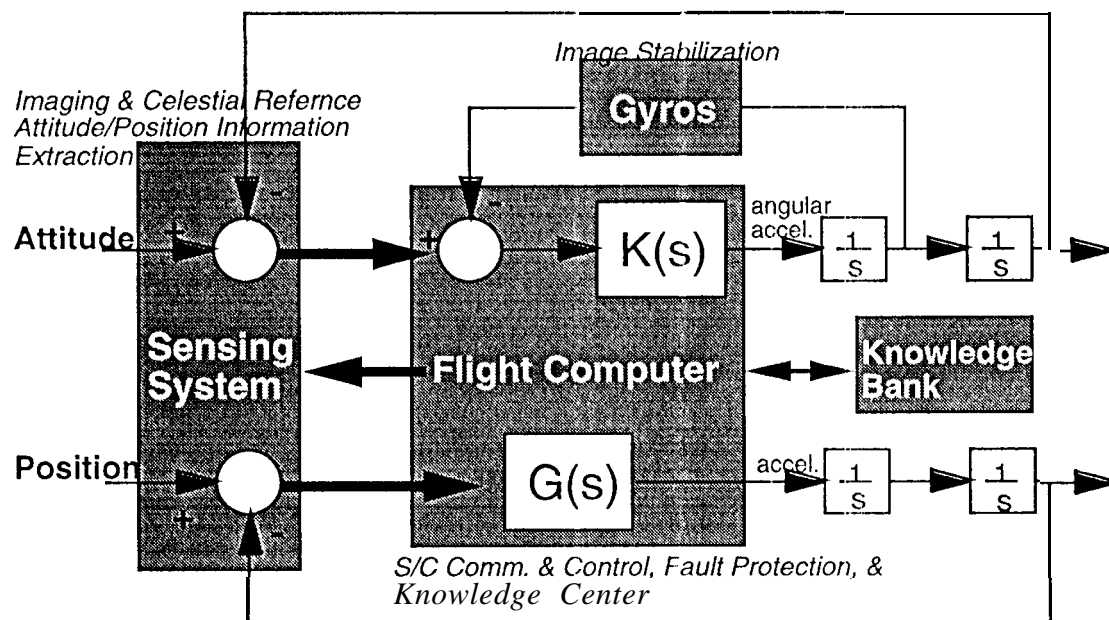 Image Stabilization
Gyros
Imaging & Celestial Refernce
Attitude/Position Information
Extraction
-
-
Attitude
+
+
K(s)
angular
accel.
1
s
1
s
Sensing
System
Flight Computer
Knowledge
Bank
Position
+
-
G(s)
accel.
1
s
1
s
S/C Comm. & Control, Fault Protection, &
Knowledge Center